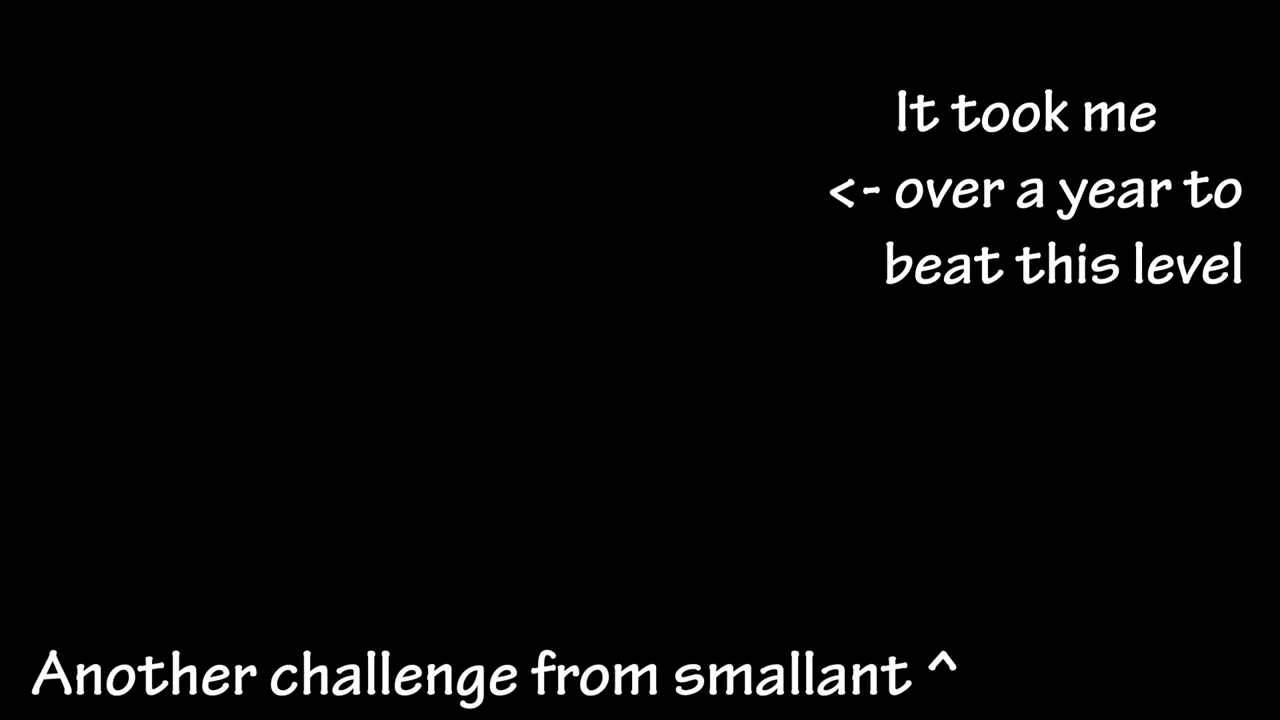 It took me
<- over a year to
beat this level
Another challenge from smallant ^